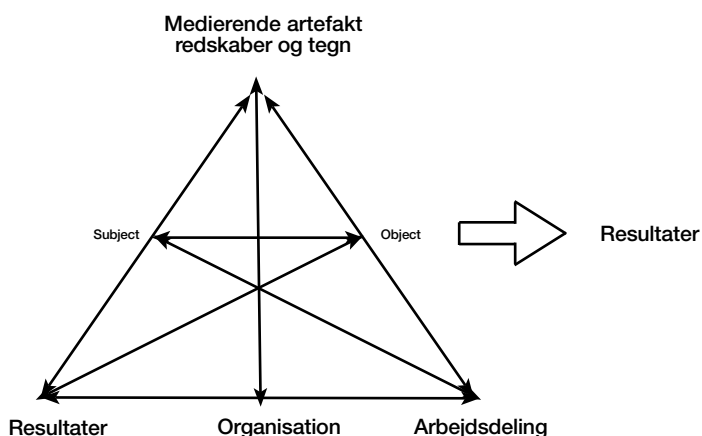 Medierende artefakt
redskaber og tegn
Subject
Object
Resultater
Resultater
Organisation
Arbejdsdeling